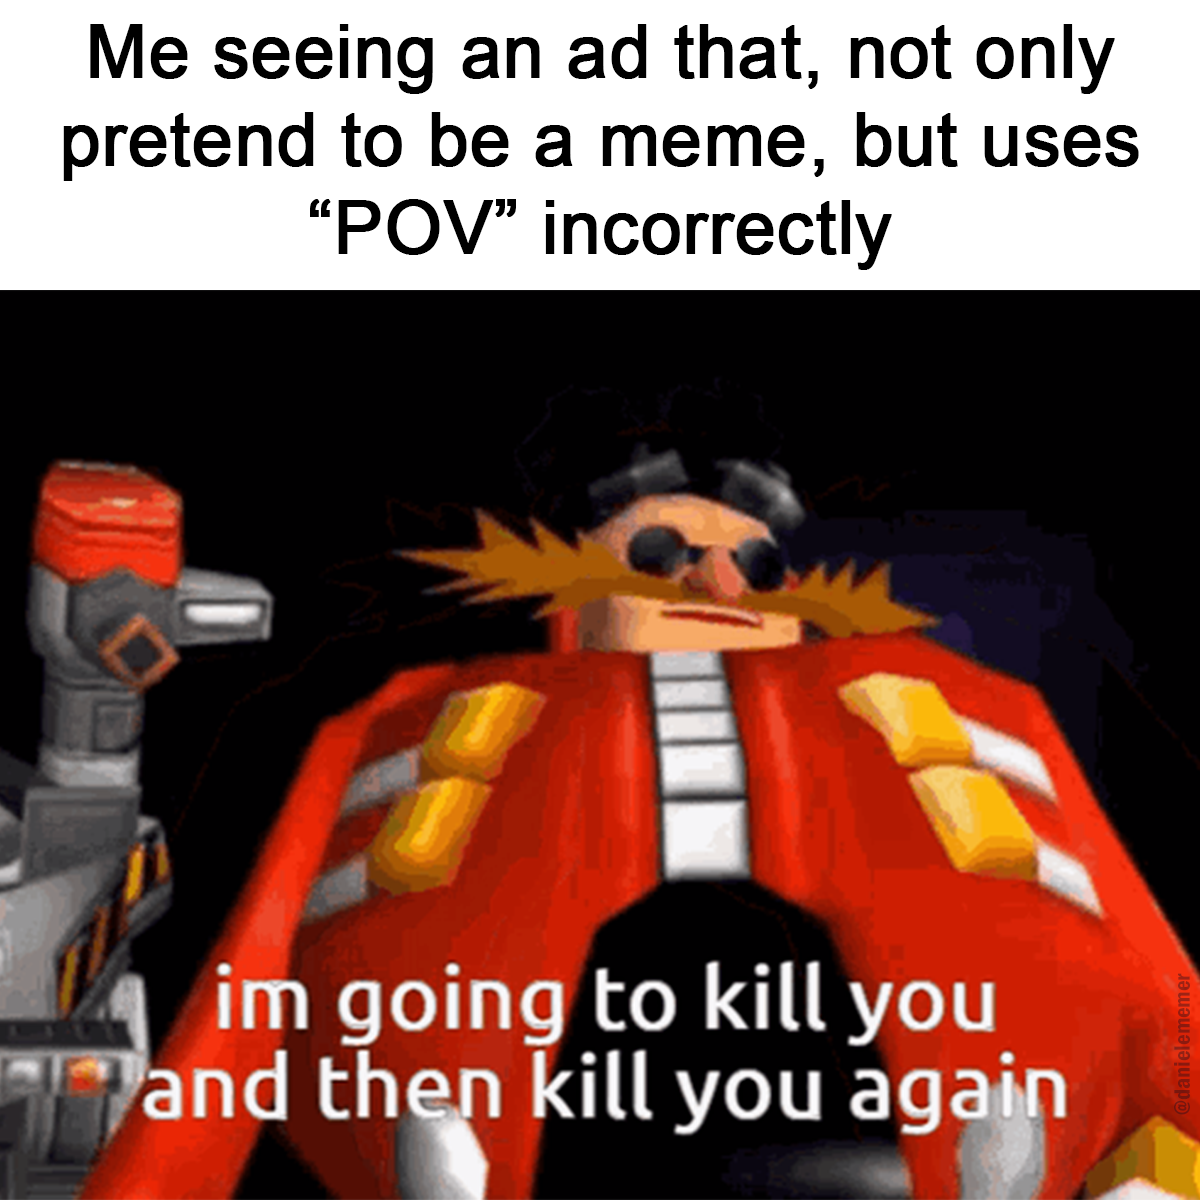 Me seeing an ad that, not only
pretend to be a meme, but uses
“POV” incorrectly
im going to kill you
and then kill you again
@danielememer